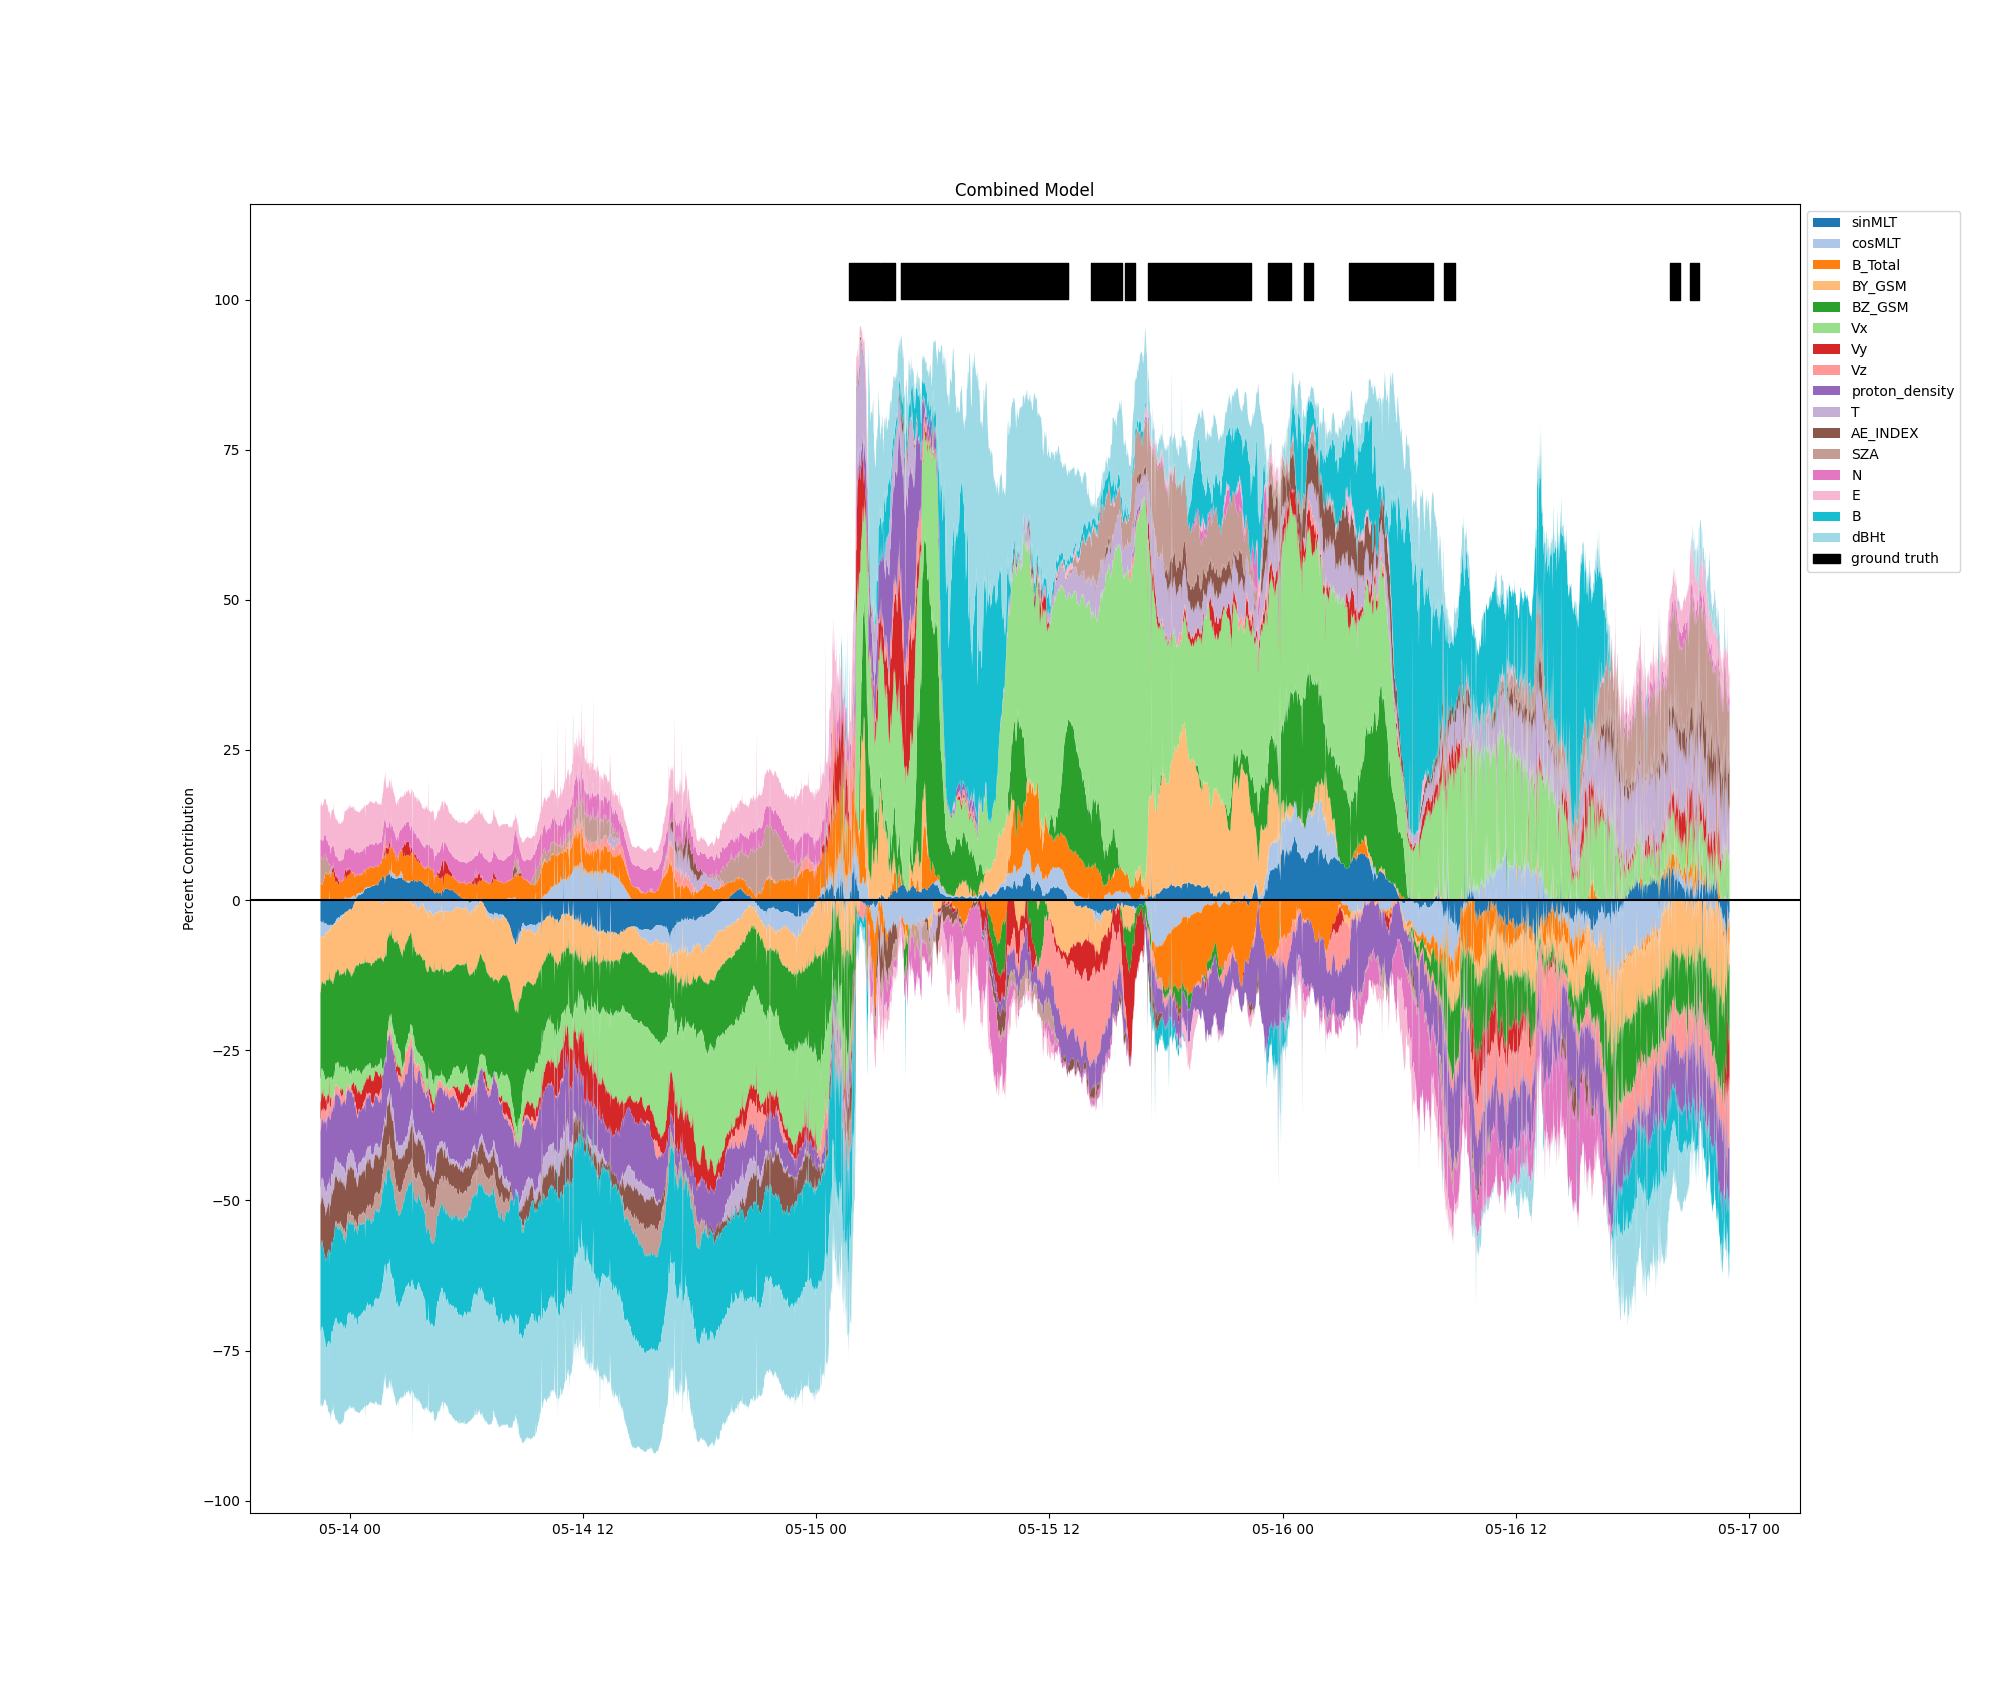 Combined Model
sinMLT
cosMLT
B_Total
BY_GSM
BZ_GSM
Vx
Vy
Vz
proton_density
T
AE_INDEX
SZA
N
E
B
dBHt
ground truth
Percent Contribution
100
75
50
25
0
−25
−50
−75
−100
05-14 00
05-14 12
05-15 00
05-15 12
05-16 00
05-16 12
05-17 00